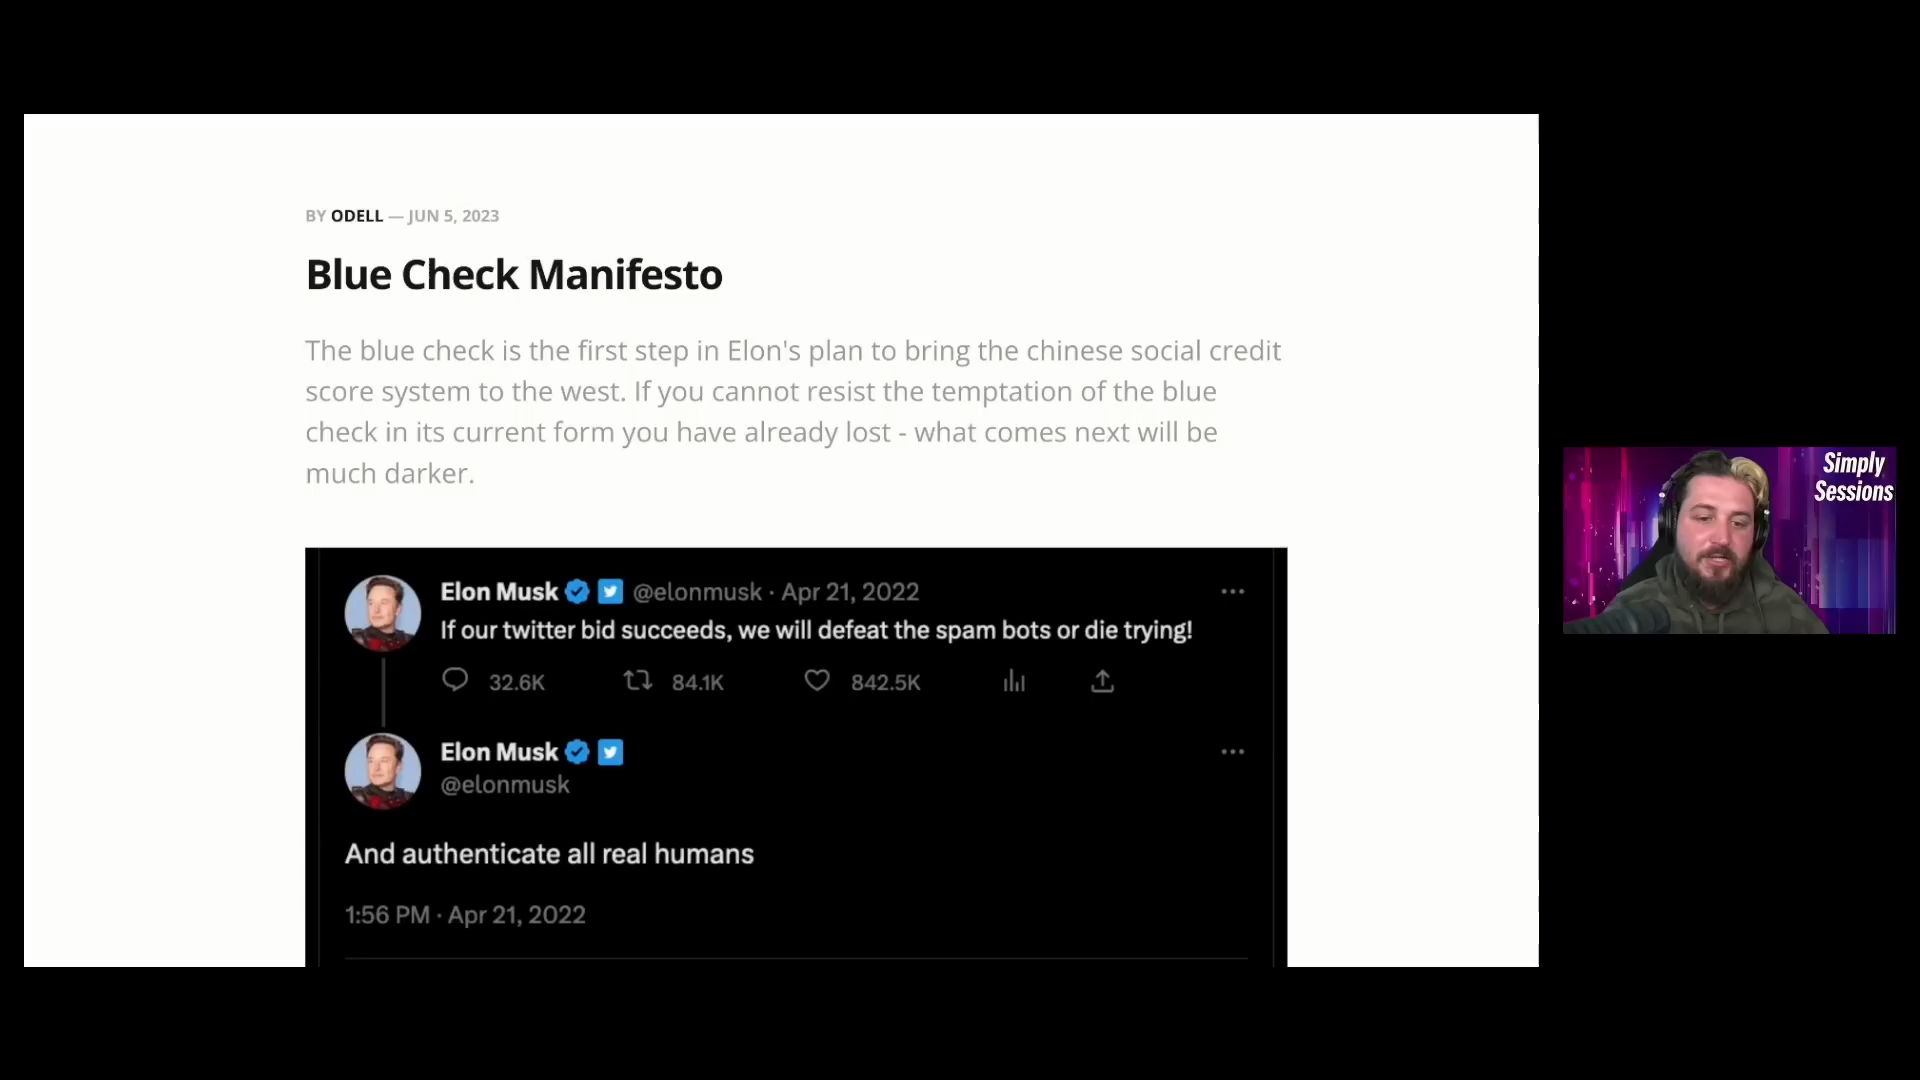 BY ODELL — JUN 5, 2023
Blue Check Manifesto
The blue check is the first step in Elon's plan to bring the chinese social credit
score system to the west. If you cannot resist the temptation of the blue
check in its current form you have already lost - what comes next will be
much darker.
Elon Musk @elonmusk · Apr 21, 2022
If our twitter bid succeeds, we will defeat the spam bots or die trying!
32.6K 84.1K 842.5K
Elon Musk
@elonmusk
And authenticate all real humans
1:56 PM · Apr 21, 2022
Simply
Sessions